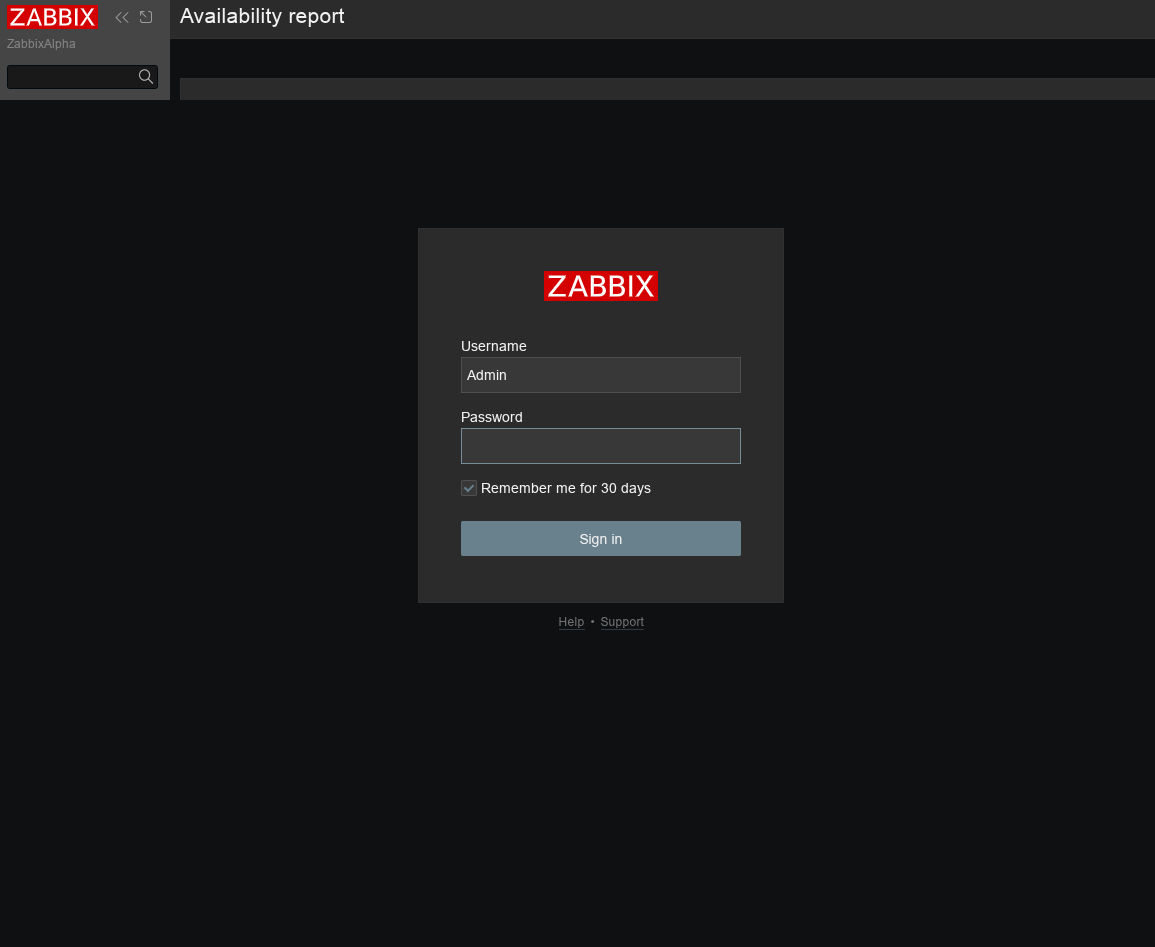 ZABBIX
ZabbixAlpha
Availability report
ZABBIX
Username
Admin
Password
Remember me for 30 days
Sign in
Help • Support